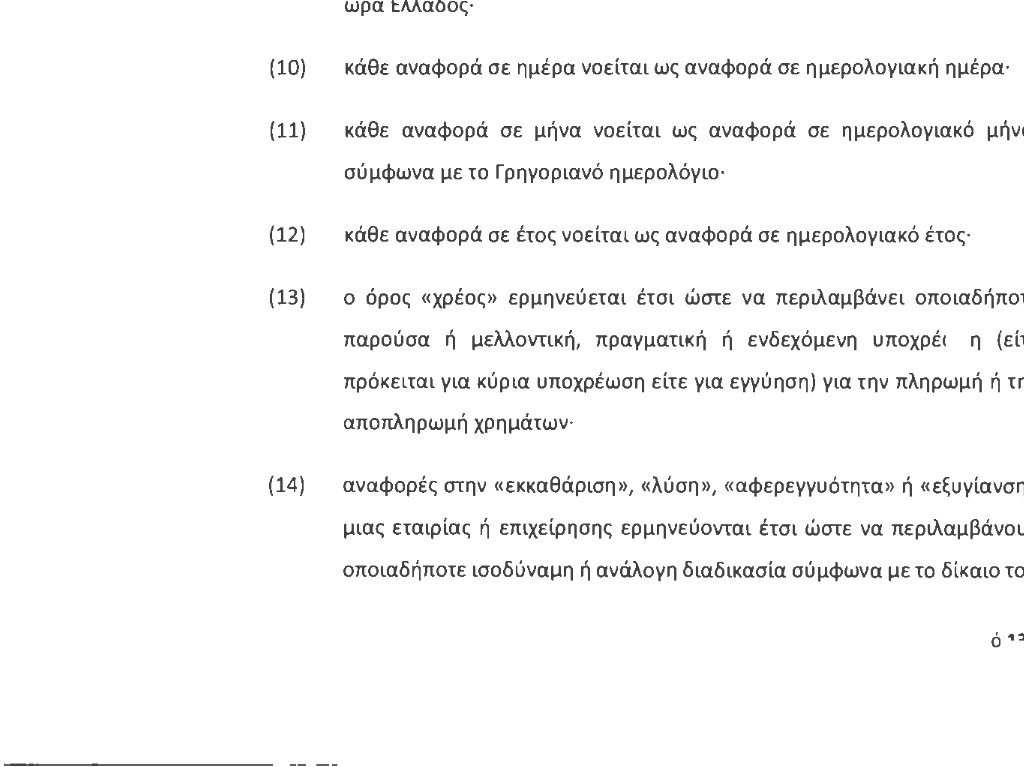 ώρα Ελλάδος·
(10) κάθε αναφορά σε ημέρα νοείται ως αναφορά σε ημερολογιακή ημέρα·
(11) κάθε αναφορά σε μήνα νοείται ως αναφορά σε ημερολογιακό μήνα
σύμφωνα με το Γρηγοριανό ημερολόγιο·
(12) κάθε αναφορά σε έτος νοείται ως αναφορά σε ημερολογιακό έτος·
(13) ο όρος «χρέος» ερμηνεύεται έτσι ώστε να περιλαμβάνει οποιαδήποτ
παρούσα ή μελλοντική, πραγματική ή ενδεχόμενη (είτ
πρόκειται για κύρια υποχρέωση είτε για εγγύηση) για την πληρωμή ή τη
αποπληρωμή χρημάτων·
(14) αναφορές στην «εκκαθάριση», «λύση», «αφερεγγυότητα» ή «εξυγίανση
μιας εταιρίας ή επιχείρησης ερμηνεύονται έτσι ώστε να περιλαμβάνου
οποιαδήποτε ισοδύναμη ή ανάλογη διαδικασία σύμφωνα με το δίκαιο το